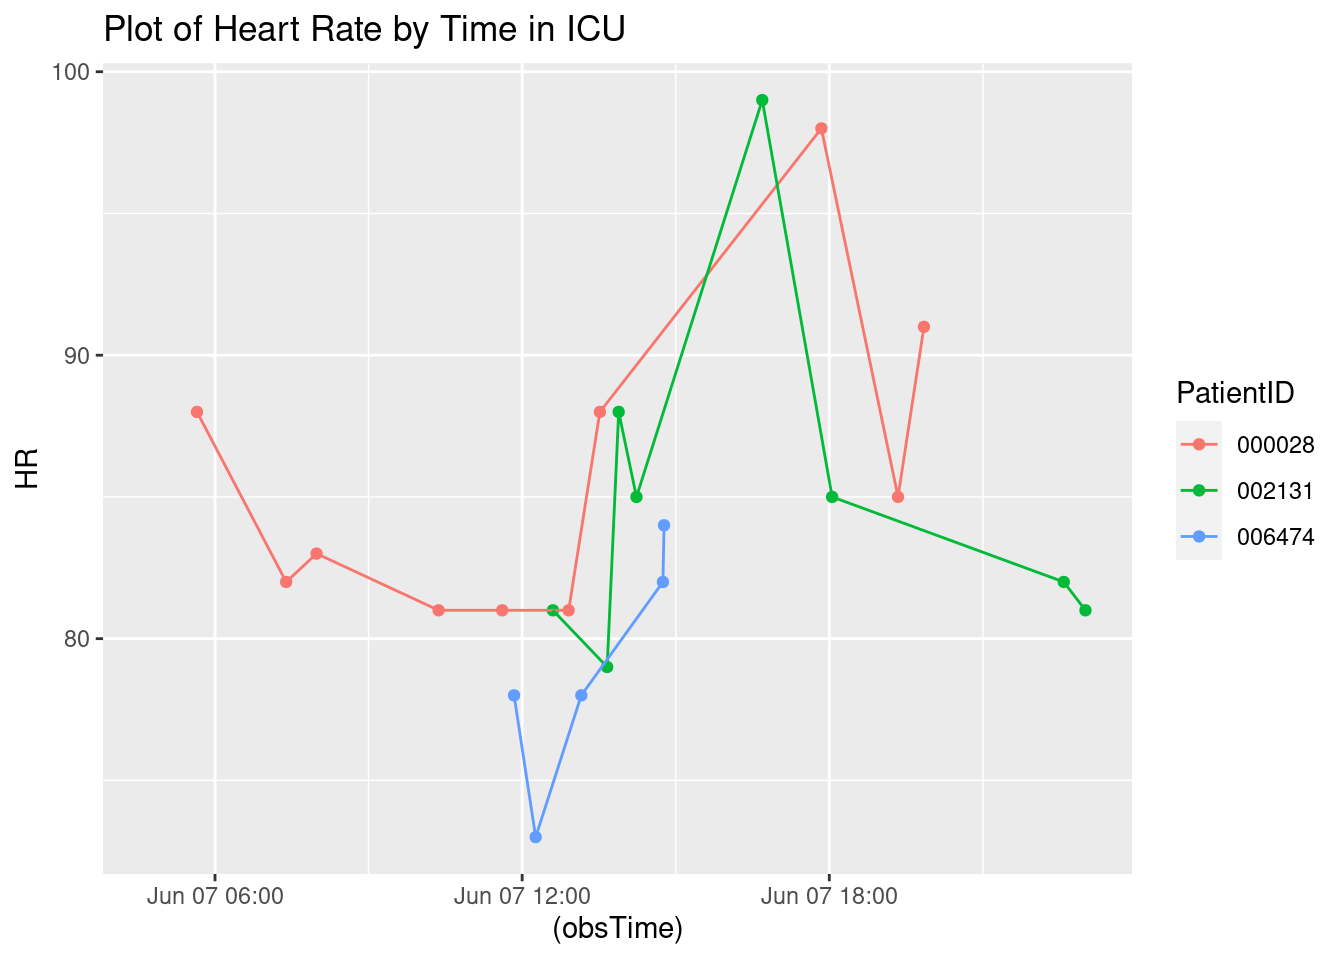 Plot of Heart Rate by Time in ICU
100
90
80
HR
Jun 07 06:00
Jun 07 12:00
Jun 07 18:00
(obsTime)
PatientID
000028
002131
006474